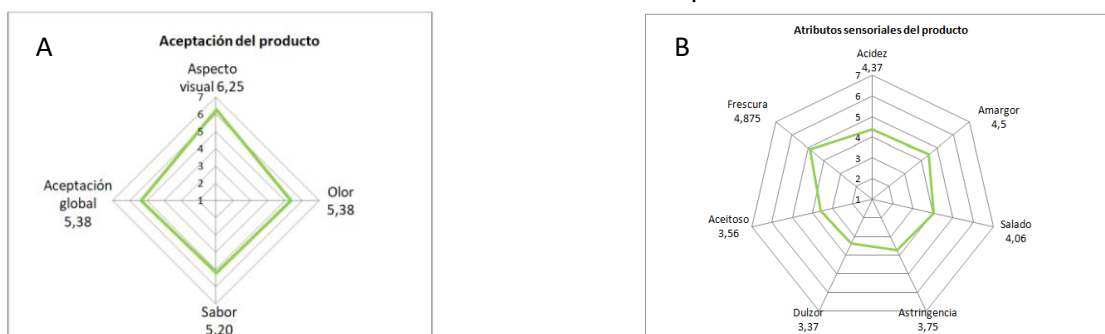 A
Aceptación del producto
Aspecto
visual 6,25
7
6
5
4
3
2
1
Olor
5,38
Sabor
5,20
Aceptación
global
5,38
B
Atributos sensoriales del producto
Acidez
4,37
7
6
5
4
3
2
1
Amargor
4,5
Salado
4,06
Astringencia
3,75
Dulzor
3,37
Aceitoso
3,56
Frescura
4,875